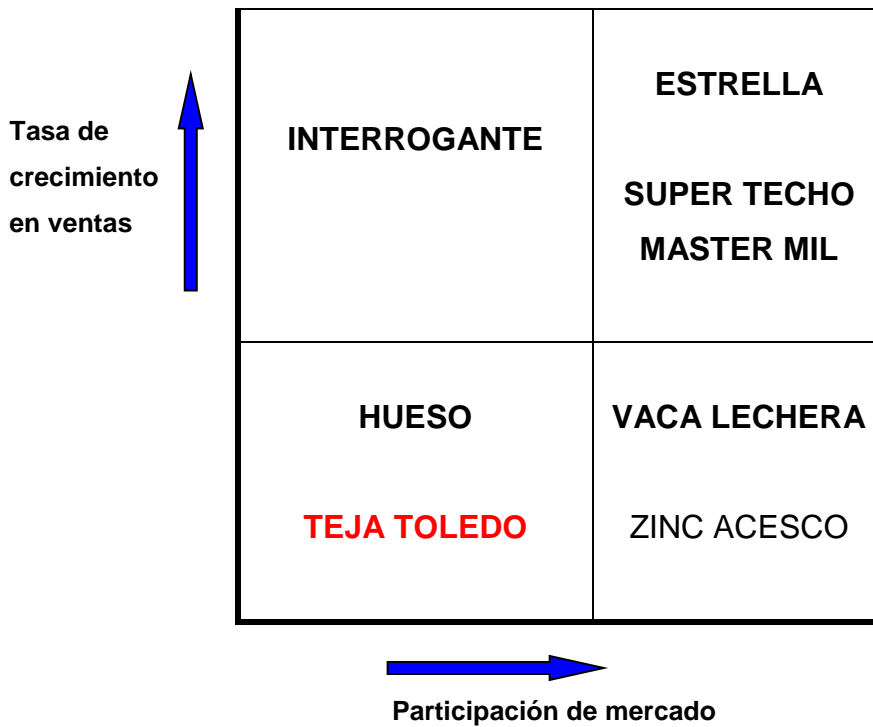 Tasa de
crecimiento
en ventas
INTERROGANTE
ESTRELLA
SUPER TECHO
MASTER MIL
HUESO
TEJA TOLEDO
VACA LECHERA
ZINC ACESCO
Participación de mercado